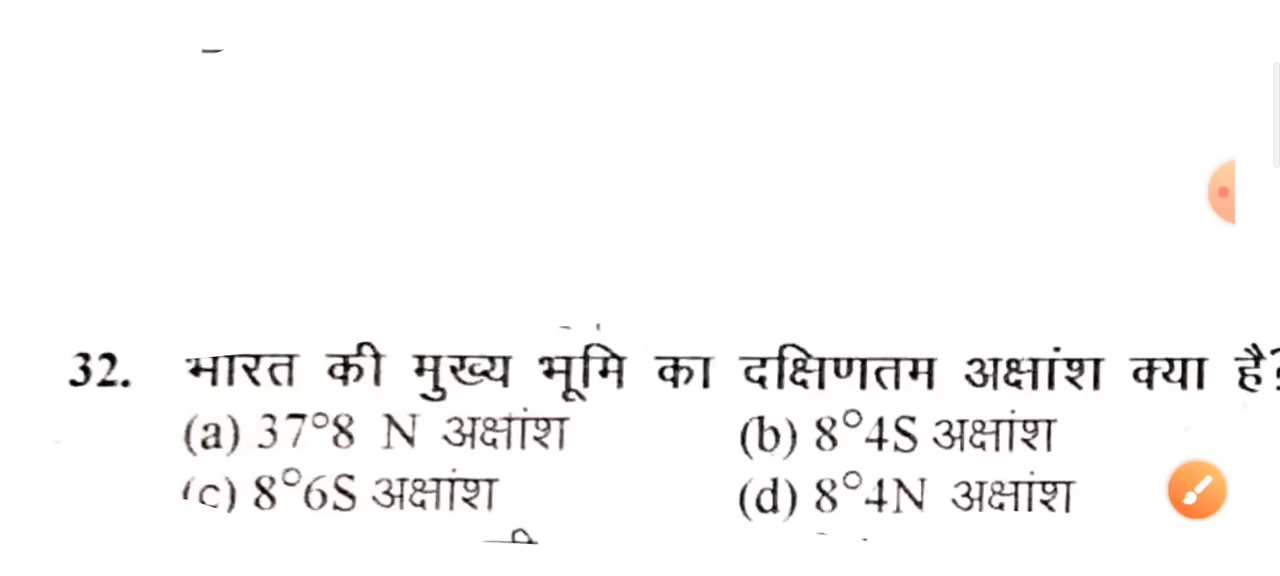 32. भारत की मुख्य भूमि का दक्षिणतम अक्षांश क्या है?
(a) 37°8 N अक्षांश (b) 8°4S अक्षांश
(c) 8°6S अक्षांश (d) 8°4N अक्षांश